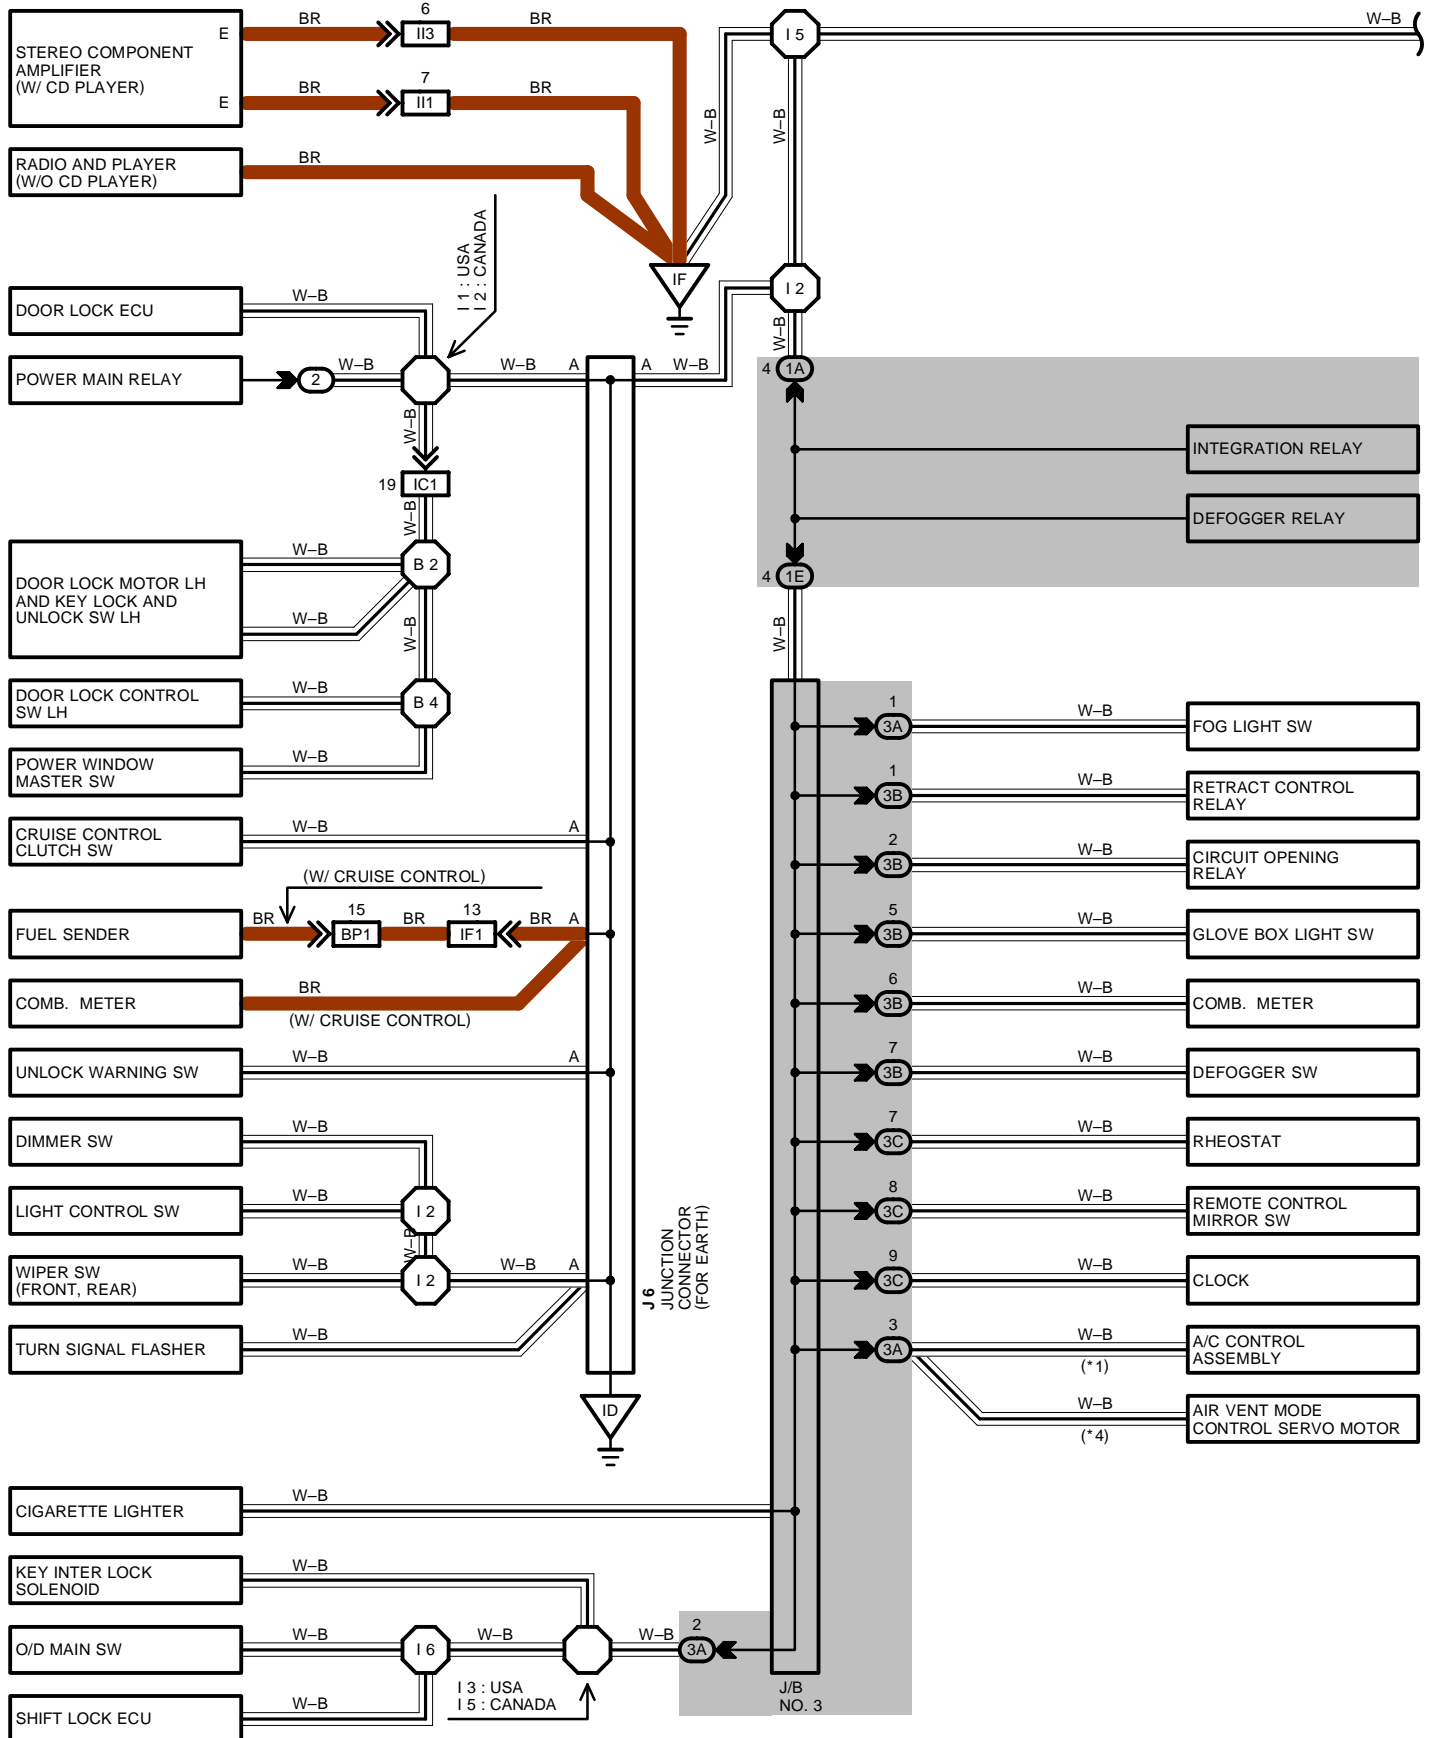 STEREO COMPONENT
AMPLIFIER
(W/ CD PLAYER)
E
BR
6
II3
BR
E
BR
7
II1
BR
RADIO AND PLAYER
(W/O CD PLAYER)
BR
I 5
W–B
W–B
W–B
I 1 : USA
I 2 : CANADA
IF
I 2
W–B
DOOR LOCK ECU
W–B
POWER MAIN RELAY
2
W–B
W–B
A
A
W–B
4
1A
W–B
19
IC1
W–B
INTEGRATION RELAY
DEFOGGER RELAY
4
1E
W–B
DOOR LOCK MOTOR LH
AND KEY LOCK AND
UNLOCK SW LH
W–B
W–B
B 2
W–B
DOOR LOCK CONTROL
SW LH
W–B
B 4
POWER WINDOW
MASTER SW
W–B
CRUISE CONTROL
CLUTCH SW
W–B
A
(W/ CRUISE CONTROL)
FUEL SENDER
BR
15
BP1
BR
13
IF1
BR
A
COMB. METER
BR
(W/ CRUISE CONTROL)
UNLOCK WARNING SW
W–B
A
DIMMER SW
W–B
LIGHT CONTROL SW
W–B
I 2
W–B
WIPER SW
(FRONT, REAR)
W–B
I 2
W–B
A
TURN SIGNAL FLASHER
W–B
J 6
JUNCTION
CONNECTOR
(FOR EARTH)
ID
1
3A
W–B
FOG LIGHT SW
1
3B
W–B
RETRACT CONTROL
RELAY
2
3B
W–B
CIRCUIT OPENING
RELAY
5
3B
W–B
GLOVE BOX LIGHT SW
6
3B
W–B
COMB. METER
7
3B
W–B
DEFOGGER SW
7
3C
W–B
RHEOSTAT
8
3C
W–B
REMOTE CONTROL
MIRROR SW
9
3C
W–B
CLOCK
3
3A
W–B
(*1)
A/C CONTROL
ASSEMBLY
W–B
(*4)
AIR VENT MODE
CONTROL SERVO MOTOR
CIGARETTE LIGHTER
W–B
KEY INTER LOCK
SOLENOID
W–B
O/D MAIN SW
W–B
I 6
W–B
W–B
2
3A
SHIFT LOCK ECU
W–B
I 3 : USA
I 5 : CANADA
J/B
NO. 3